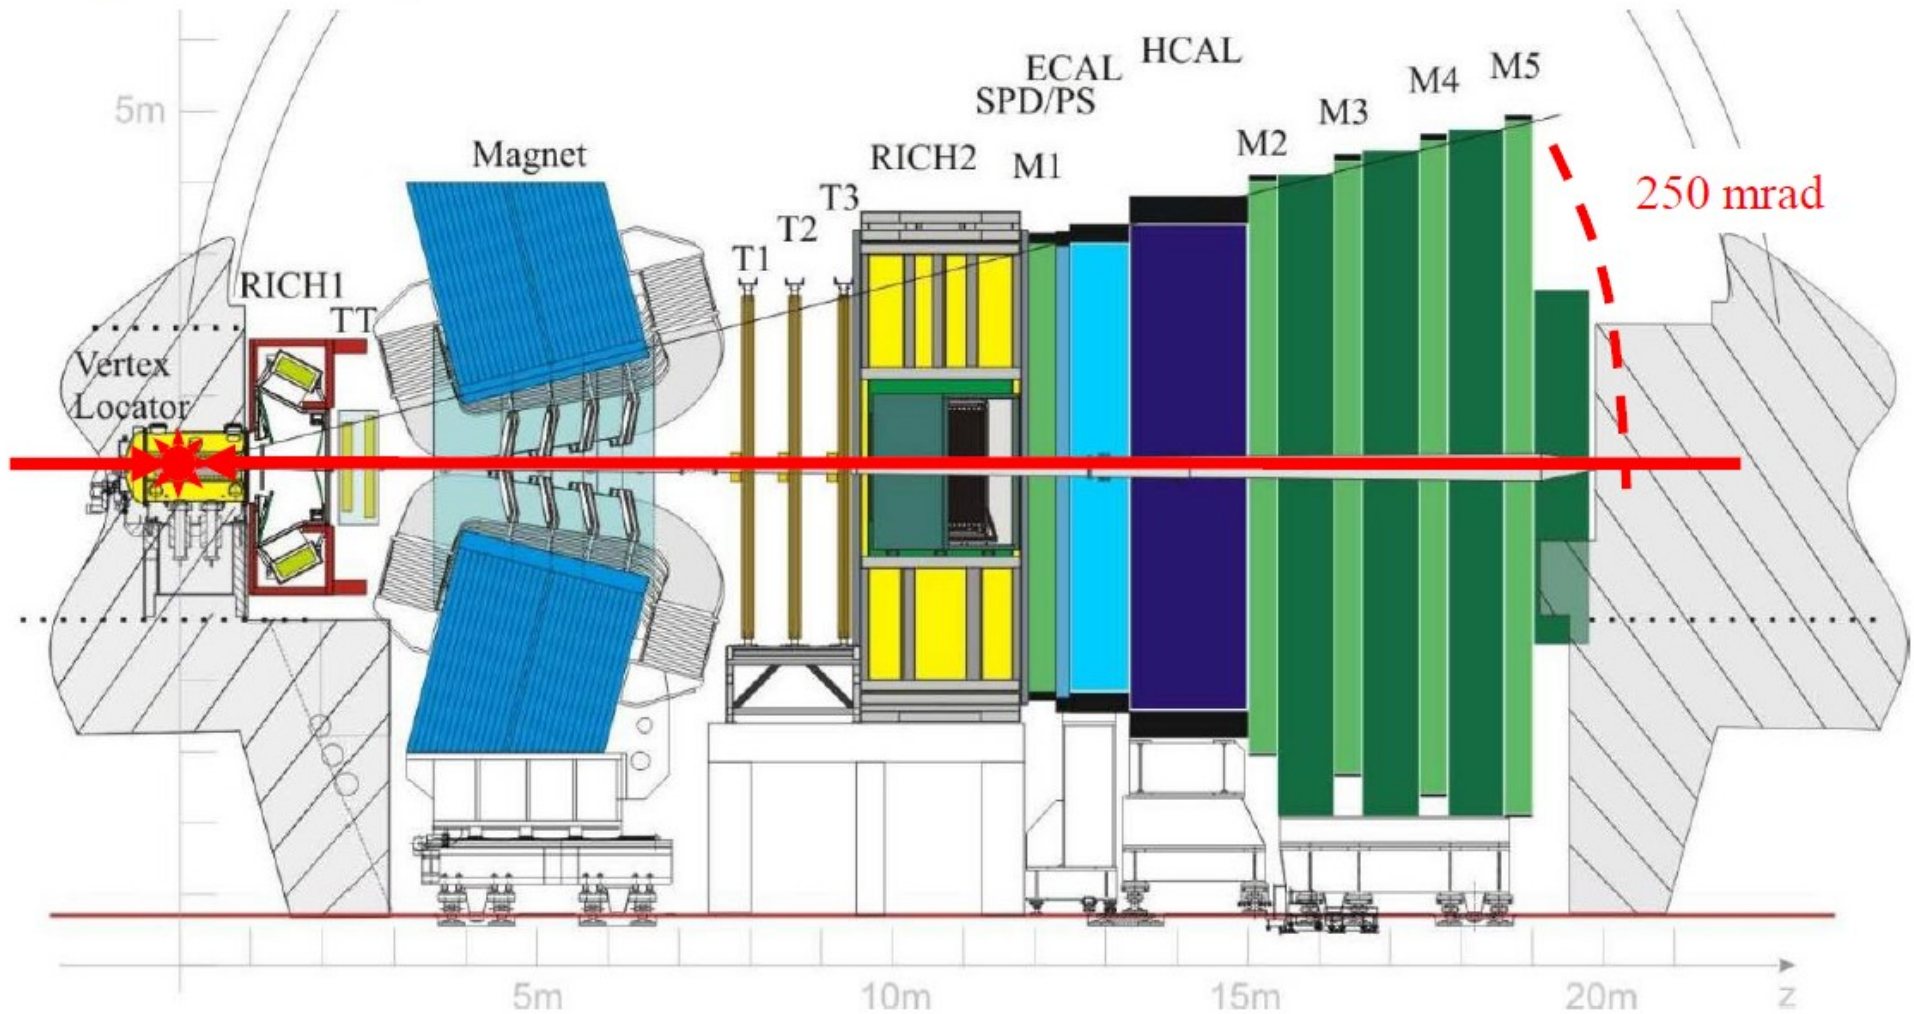 HCAL
ECAL
M5
M4
SPD/PS
M3
5m
M2
Magnet
RICH2
M1
T3
250 mrad
T2
T1
RICH1
TT
Vertex
Locator
5m
10m
15m
20m
z